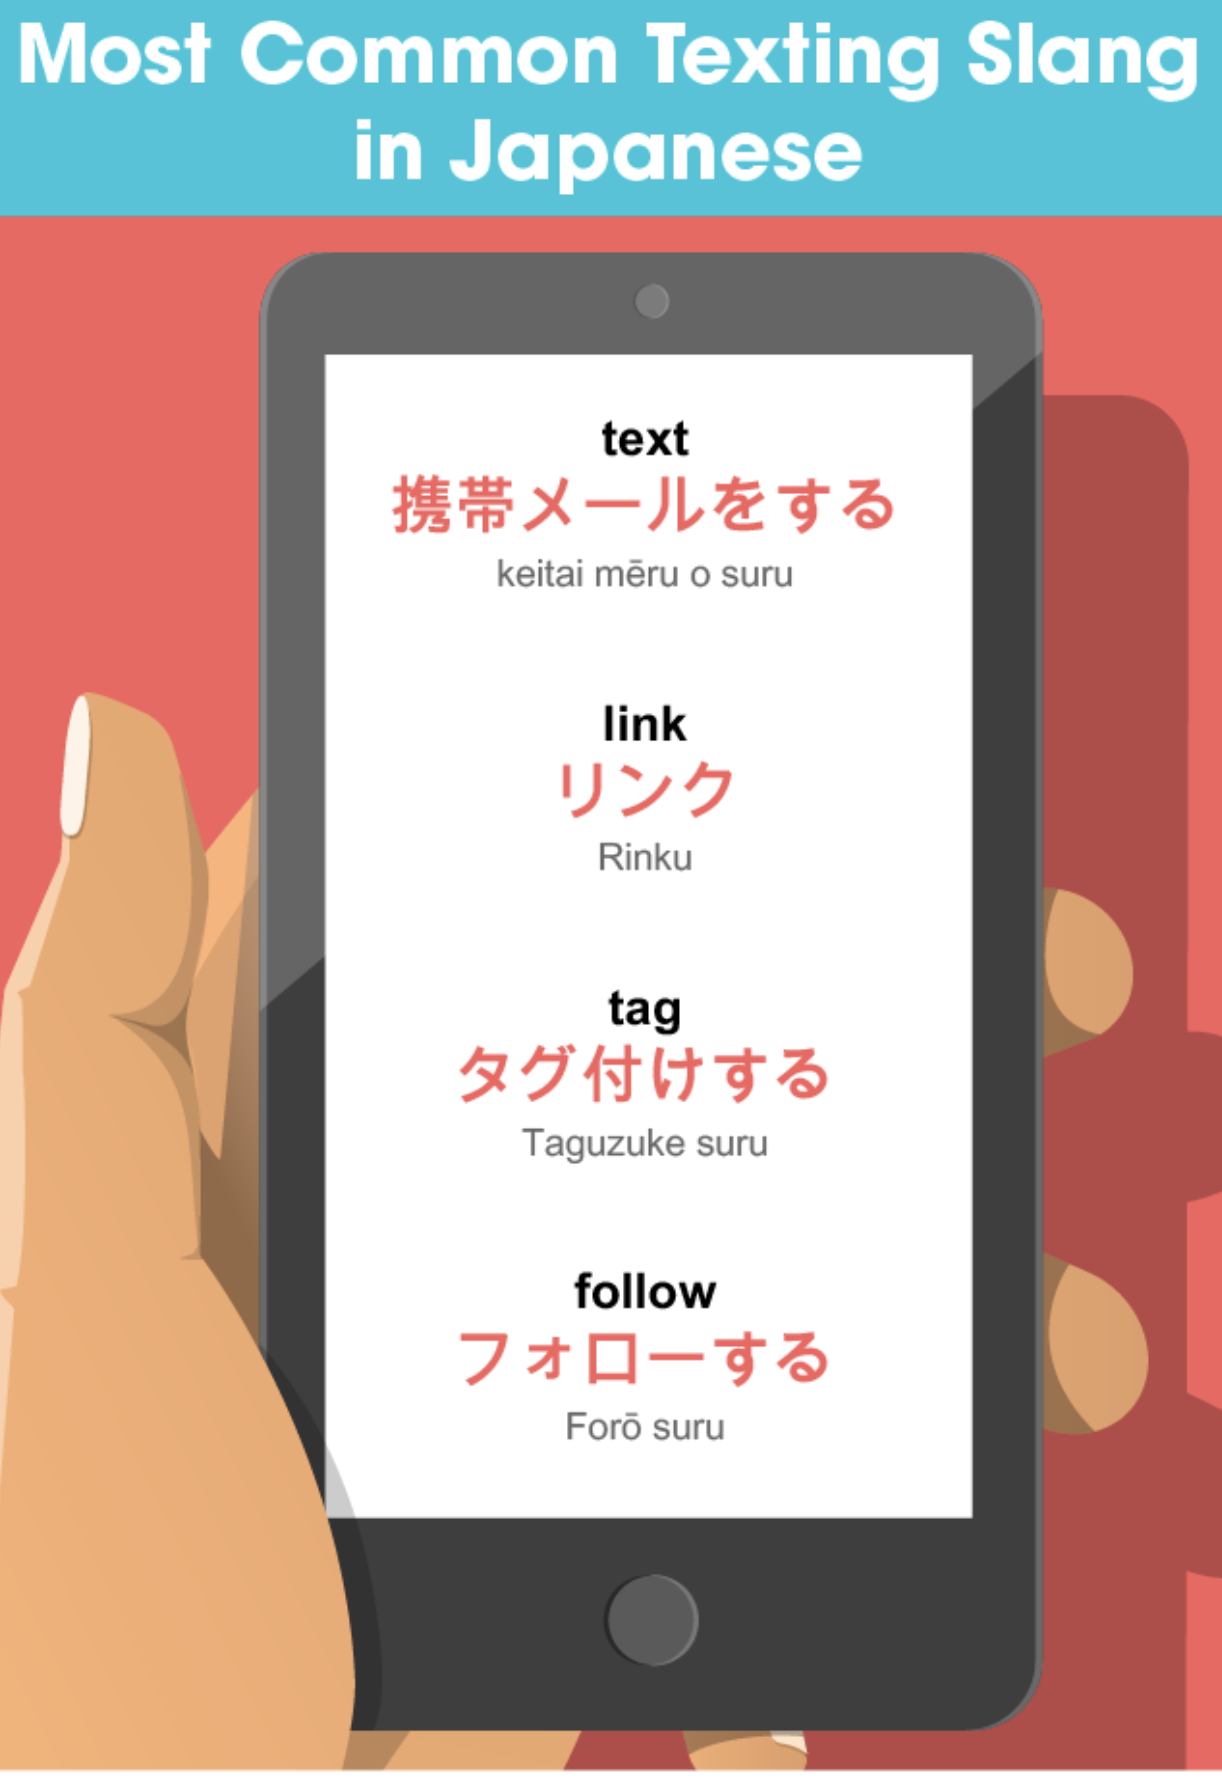 Most Common Texting Slang
in Japanese
text
携帯メールをする
keitai mēru o suru
link
リンク
Rinku
tag
タグ付けする
Taguzuke suru
follow
フォローする
Forō suru